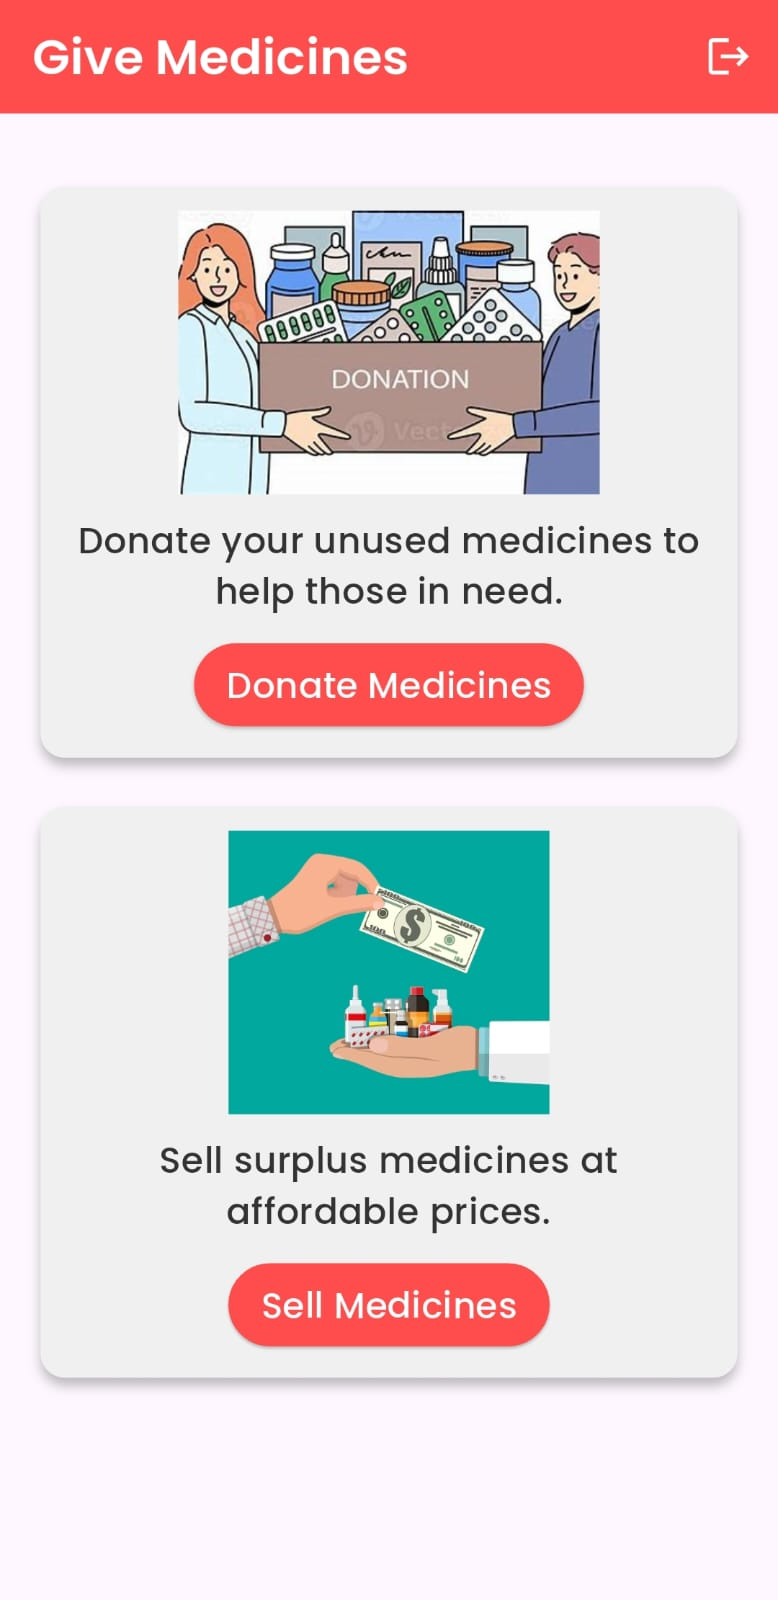 Give Medicines
DONATION
Donate your unused medicines to
help those in need.
Donate Medicines
$
100
Sell surplus medicines at
affordable prices.
Sell Medicines